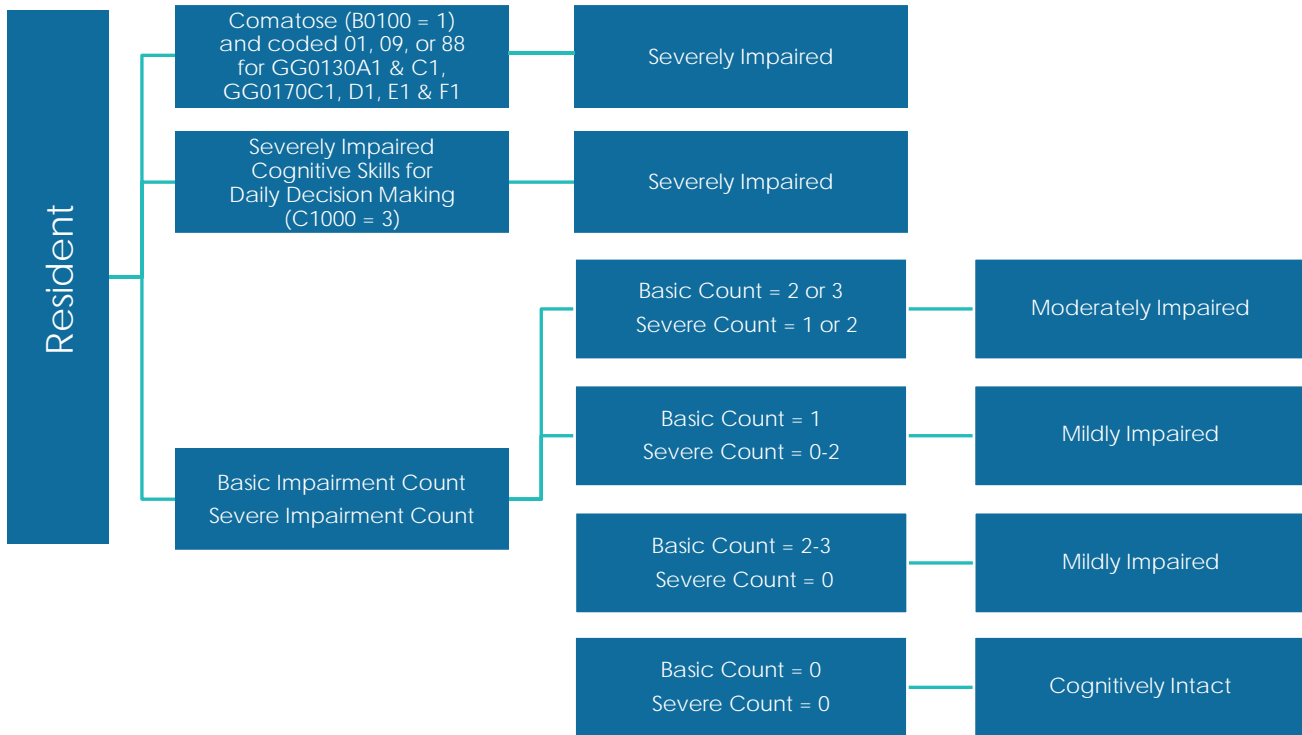 Resident
Comatose (B0100 = 1)
and coded 01, 09, or 88
for GG0130A1 & C1,
GG0170C1, D1, E1 & F1
Severely Impaired
Severely Impaired
Cognitive Skills for
Daily Decision Making
(C1000 = 3)
Severely Impaired
Basic Impairment Count
Severe Impairment Count
Basic Count = 2 or 3
Severe Count = 1 or 2
Moderately Impaired
Basic Count = 1
Severe Count = 0-2
Mildly Impaired
Basic Count = 2-3
Severe Count = 0
Mildly Impaired
Basic Count = 0
Severe Count = 0
Cognitively Intact